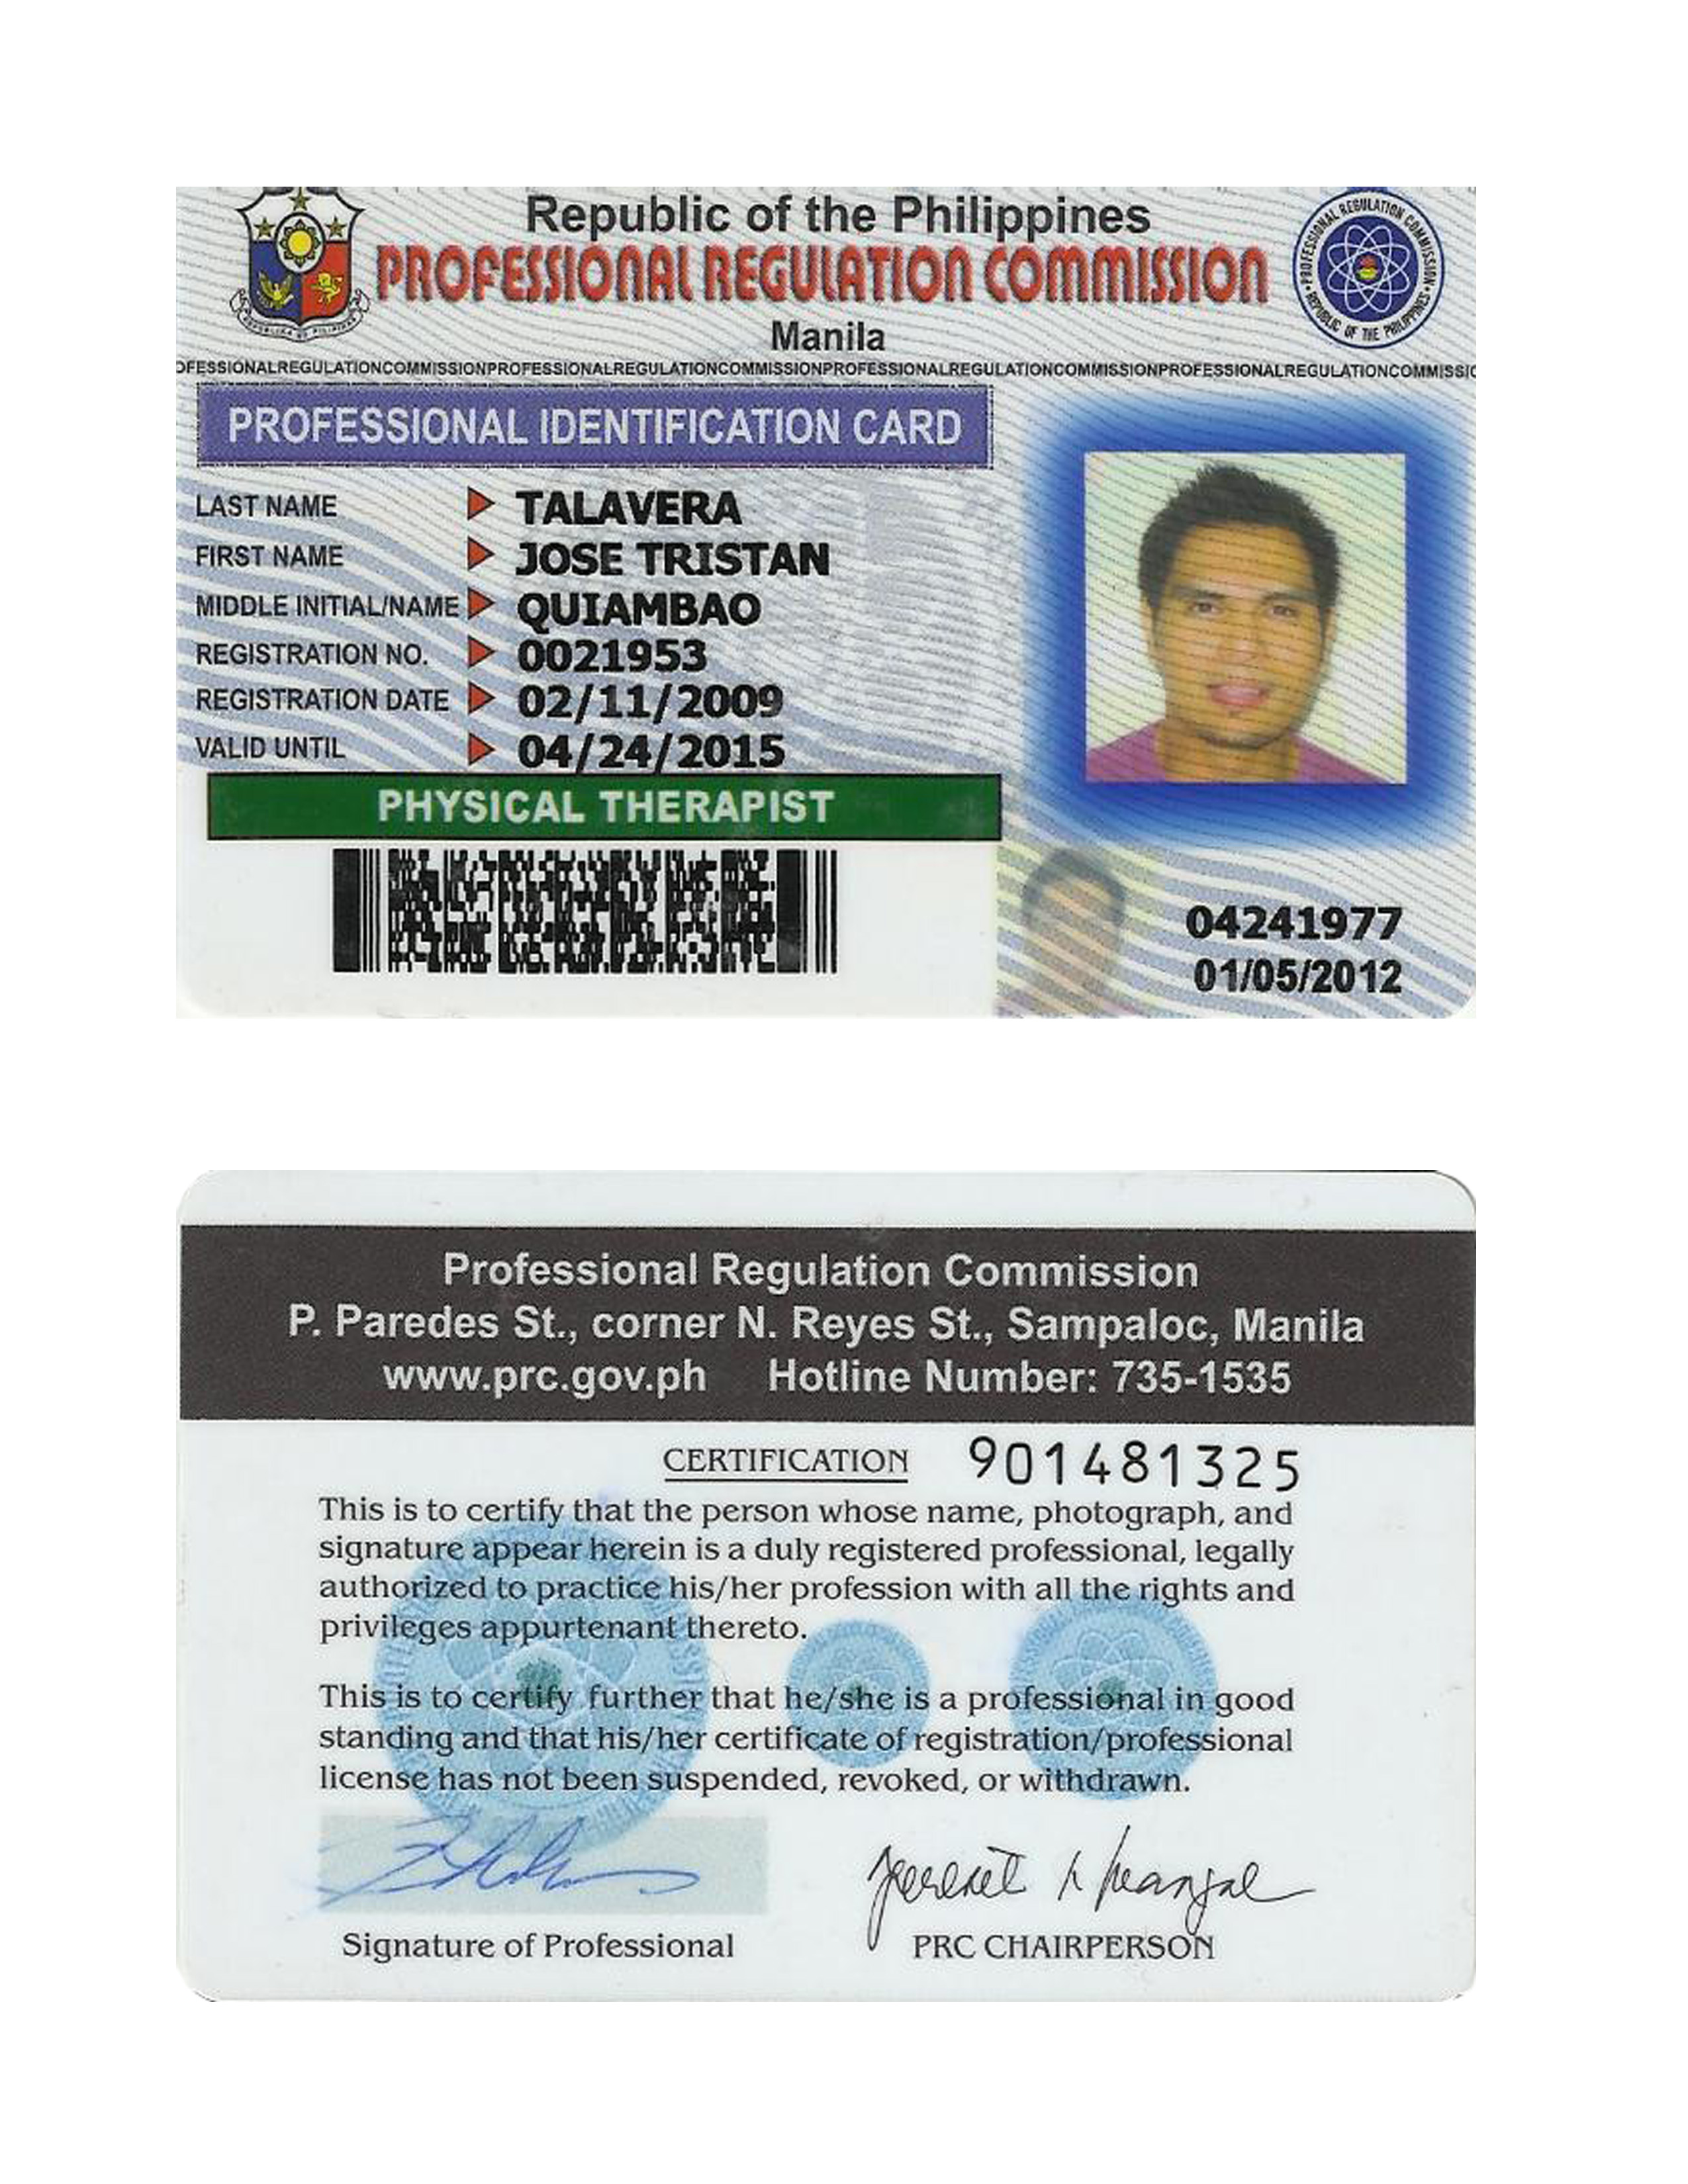 Republic of the Philippines
PROFESSIONAL REGULATION COMMISSION
Manila
PROFESSIONAL REGULATION COMMISSION
REPUBLIC OF THE PHILIPPINES
OFESSIONALREGULATIONCOMMISSIONPROFESSIONALREGULATIONCOMMISSIONPROFESSIONALREGULATIONCOMMISSIONPROFESSIONALREGULATIONCOMMISSIO
PROFESSIONAL IDENTIFICATION CARD
LAST NAME TALAVERA
FIRST NAME JOSE TRISTAN
MIDDLE INITIAL/NAME QUIAMBAO
REGISTRATION NO. 0021953
REGISTRATION DATE 02/11/2009
VALID UNTIL 04/24/2015
PHYSICAL THERAPIST
04241977
01/05/2012
Professional Regulation Commission
P. Paredes St., corner N. Reyes St., Sampaloc, Manila
www.prc.gov.ph Hotline Number: 735-1535
CERTIFICATION 901481325
This is to certify that the person whose name, photograph, and
signature appear herein is a duly registered professional, legally
authorized to practice his/her profession with all the rights and
privileges appurtenant thereto.
This is to certify further that he/she is a professional in good
standing and that his/her certificate of registration/professional
license has not been suspended, revoked, or withdrawn.
Signature of Professional
PRC CHAIRPERSON